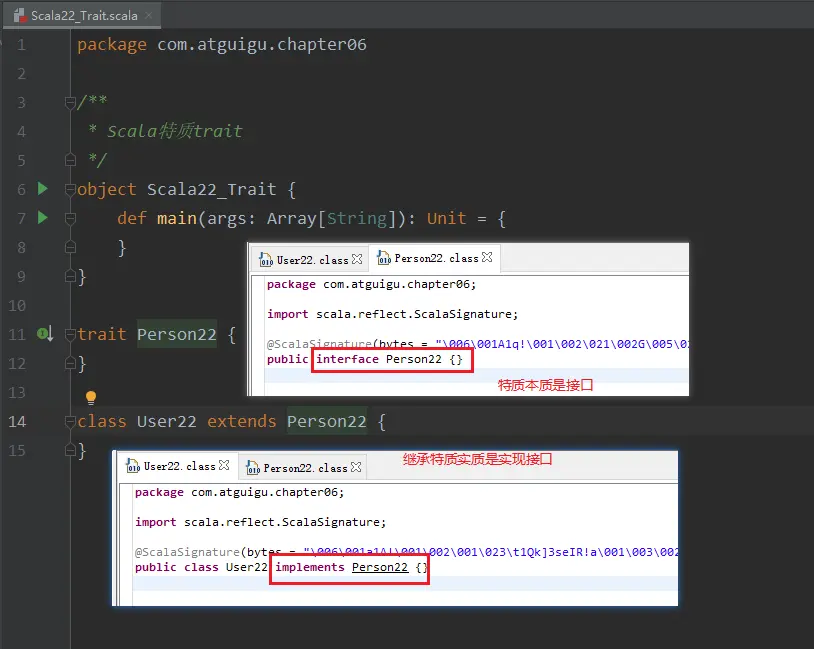 Scala22_Trait.scala
1 package com.atguigu.chapter06
2
3 /**
4 * Scala特质trait
5 */
6 object Scala22_Trait {
7 def main(args: Array[String]): Unit = {
8 }
9 }
10
11 trait Person22 {
12 }
13
14 class User22 extends Person22 {
15 }
User22.class Person22.class
package com.atguigu.chapter06;
import scala.reflect.ScalaSignature;
@ScalaSignature(bytes = "\006\001A1q!\001\002\021\002G\005\0
public interface Person22 {}
特质本质是接口
User22.class Person22.class
继承特质实质是实现接口
package com.atguigu.chapter06;
import scala.reflect.ScalaSignature;
@ScalaSignature(bytes = "\006\001a1A!\001\002\001\023\t1Qk]3seIR!a\001\003\002
public class User22 implements Person22 {}